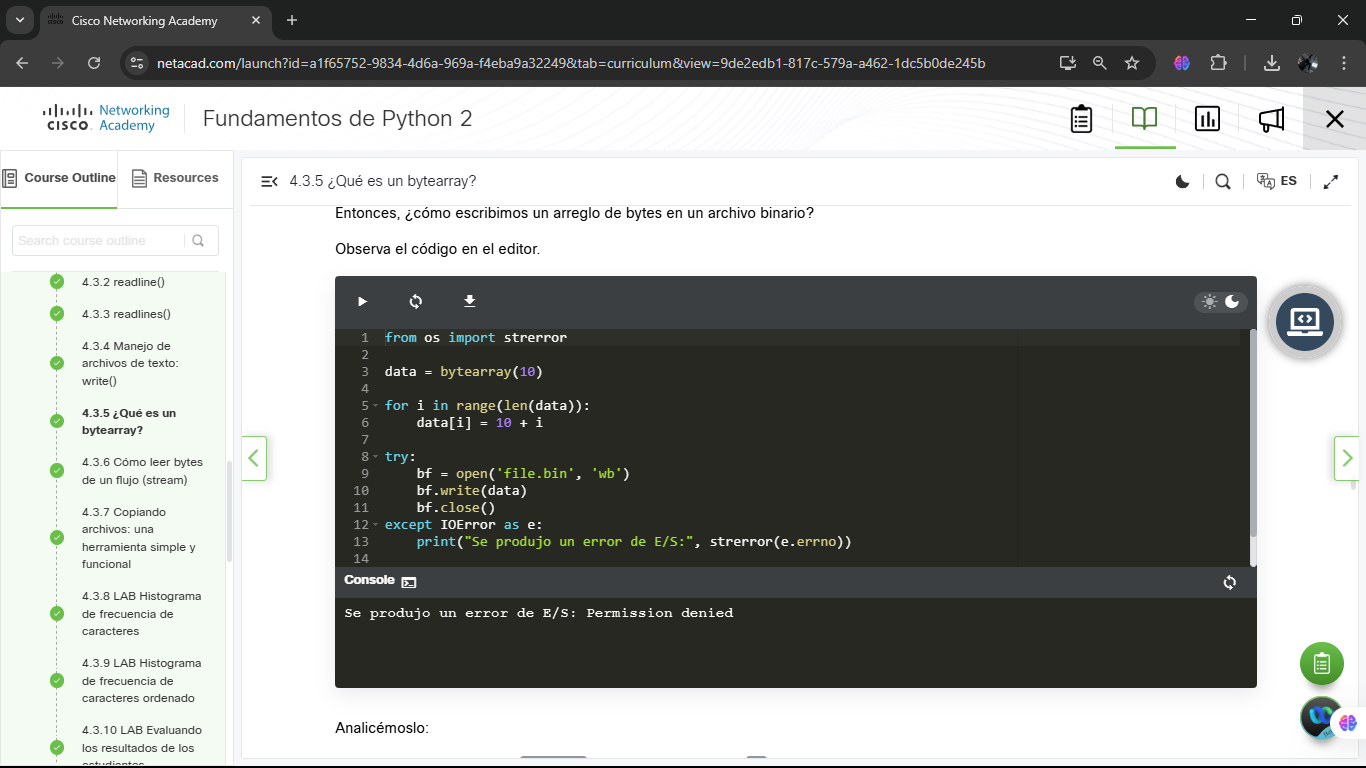 Cisco Networking Academy
netacad.com/launch?id=a1f65752-9834-4d6a-969a-f4eba9a32249&tab=curriculum&view=9de2edb1-817c-579a-a462-1dc5b0de245b
CISCO Networking Academy
Fundamentos de Python 2
Course Outline
Resources
Search course outline
4.3.2 readline()
4.3.3 readlines()
4.3.4 Manejo de
archivos de texto:
write()
4.3.5 ¿Qué es un
bytearray?
4.3.6 Cómo leer bytes
de un flujo (stream)
4.3.7 Copiando
archivos: una
herramienta simple y
funcional
4.3.8 LAB Histograma
de frecuencia de
caracteres
4.3.9 LAB Histograma
de frecuencia de
caracteres ordenado
4.3.10 LAB Evaluando
los resultados de los
estudiantes
4.3.5 ¿Qué es un bytearray?
ES
Entonces, ¿cómo escribimos un arreglo de bytes en un archivo binario?
Observa el código en el editor.
1 from os import strerror
2
3 data = bytearray(10)
4
5 for i in range(len(data)):
6     data[i] = 10 + i
7
8 try:
9     bf = open('file.bin', 'wb')
10     bf.write(data)
11     bf.close()
12 except IOError as e:
13     print("Se produjo un error de E/S:", strerror(e.errno))
14
Console
Se produjo un error de E/S: Permission denied
Analicémoslo: